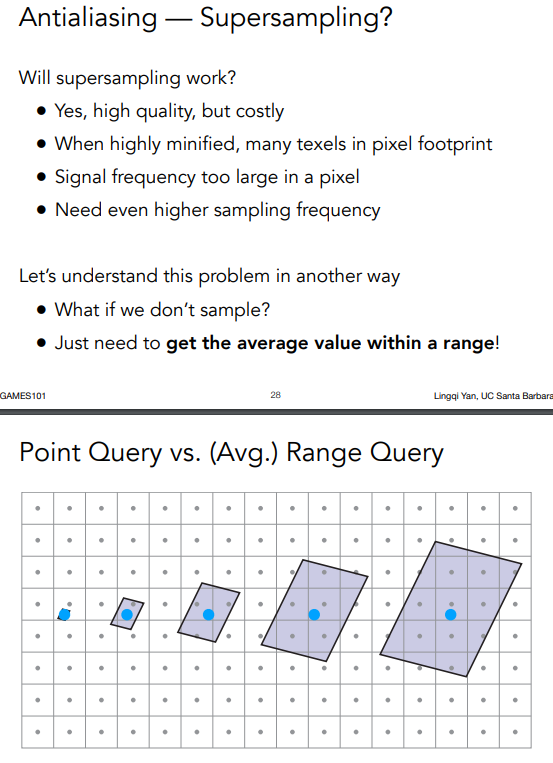 Antialiasing — Supersampling?
Will supersampling work?
• Yes, high quality, but costly
• When highly minified, many texels in pixel footprint
• Signal frequency too large in a pixel
• Need even higher sampling frequency
Let’s understand this problem in another way
• What if we don’t sample?
• Just need to get the average value within a range!
GAMES101 28 Lingqi Yan, UC Santa Barbara
Point Query vs. (Avg.) Range Query